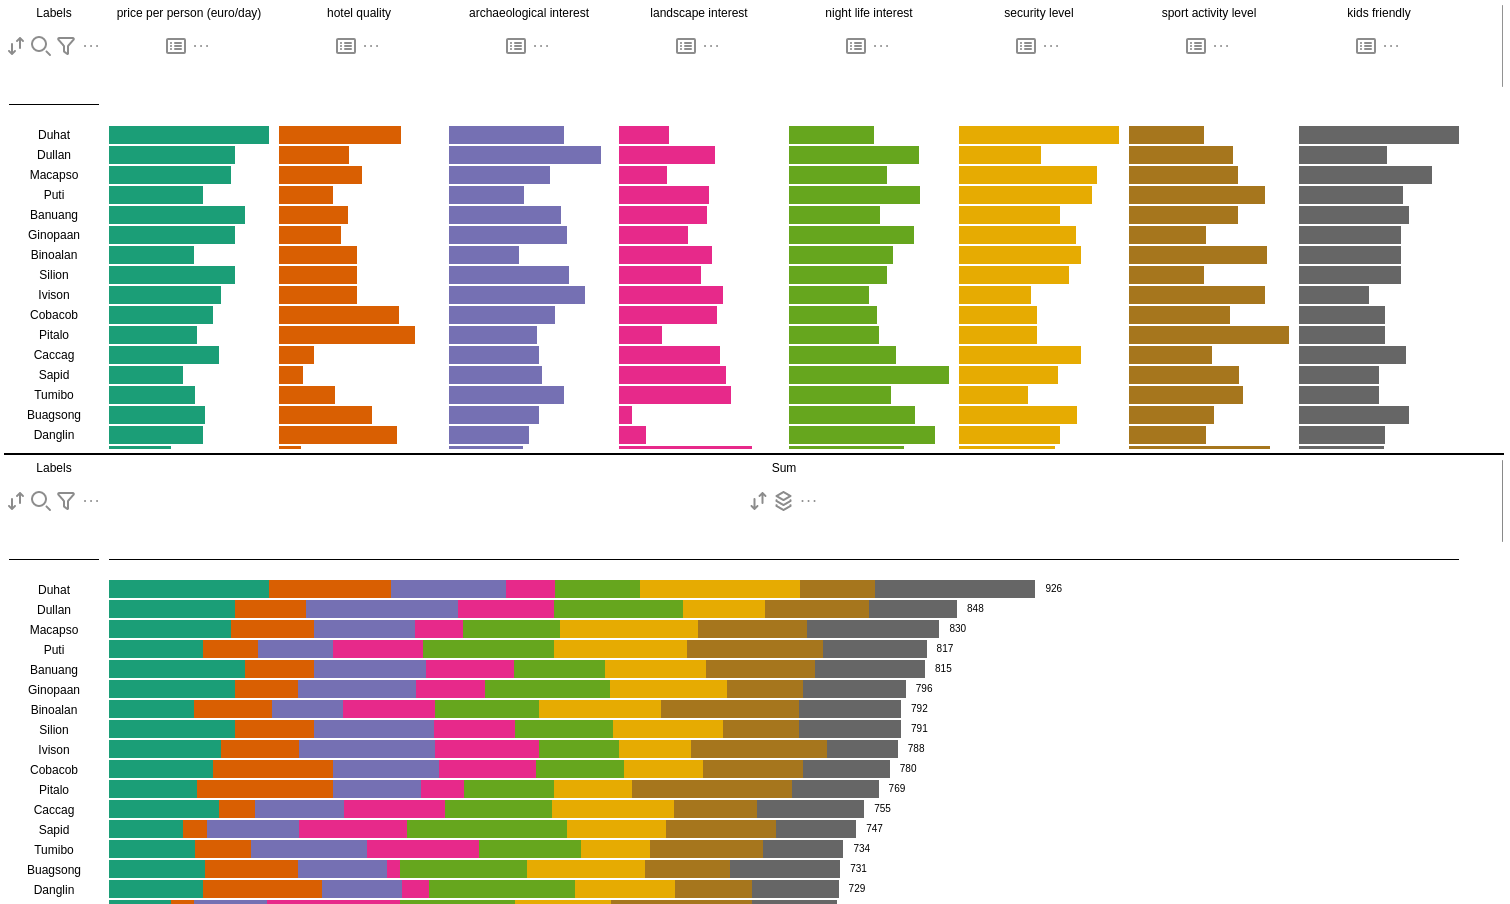 Labels price per person (euro/day) hotel quality archaeological interest landscape interest night life interest security level sport activity level kids friendly
Duhat
Dullan
Macapso
Puti
Banuang
Ginopaan
Binoalan
Silion
Ivison
Cobacob
Pitalo
Caccag
Sapid
Tumibo
Buagsong
Danglin
Labels Sum
Duhat 926
Dullan 848
Macapso 830
Puti 817
Banuang 815
Ginopaan 796
Binoalan 792
Silion 791
Ivison 788
Cobacob 780
Pitalo 769
Caccag 755
Sapid 747
Tumibo 734
Buagsong 731
Danglin 729